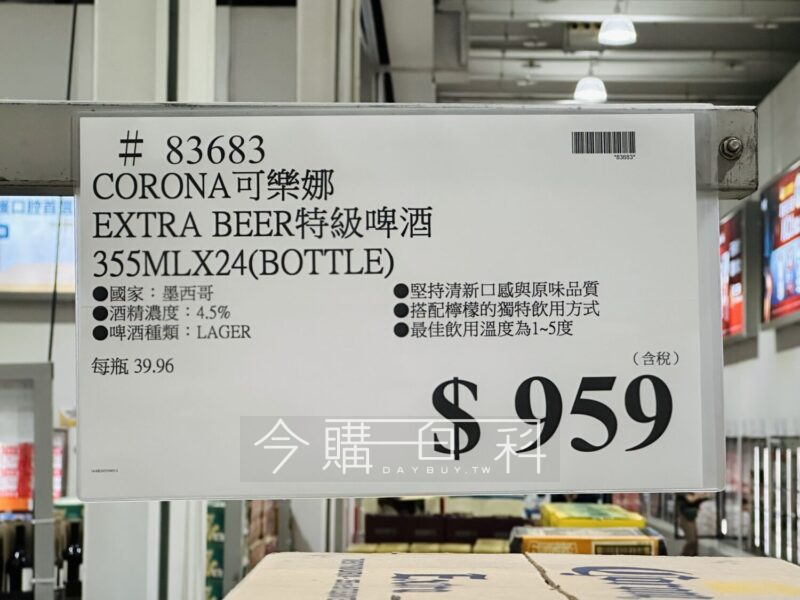 # 83683
*83683*
CORONA可樂娜
EXTRA BEER特級啤酒
355MLX24(BOTTLE)
●國家：墨西哥
●酒精濃度：4.5%
●啤酒種類：LAGER
●堅持清新口感與原味品質
●搭配檸檬的獨特飲用方式
●最佳飲用溫度為1~5度
每瓶 39.96
（含稅）
$ 959
今購百科
DAYBUY.TW
Extra